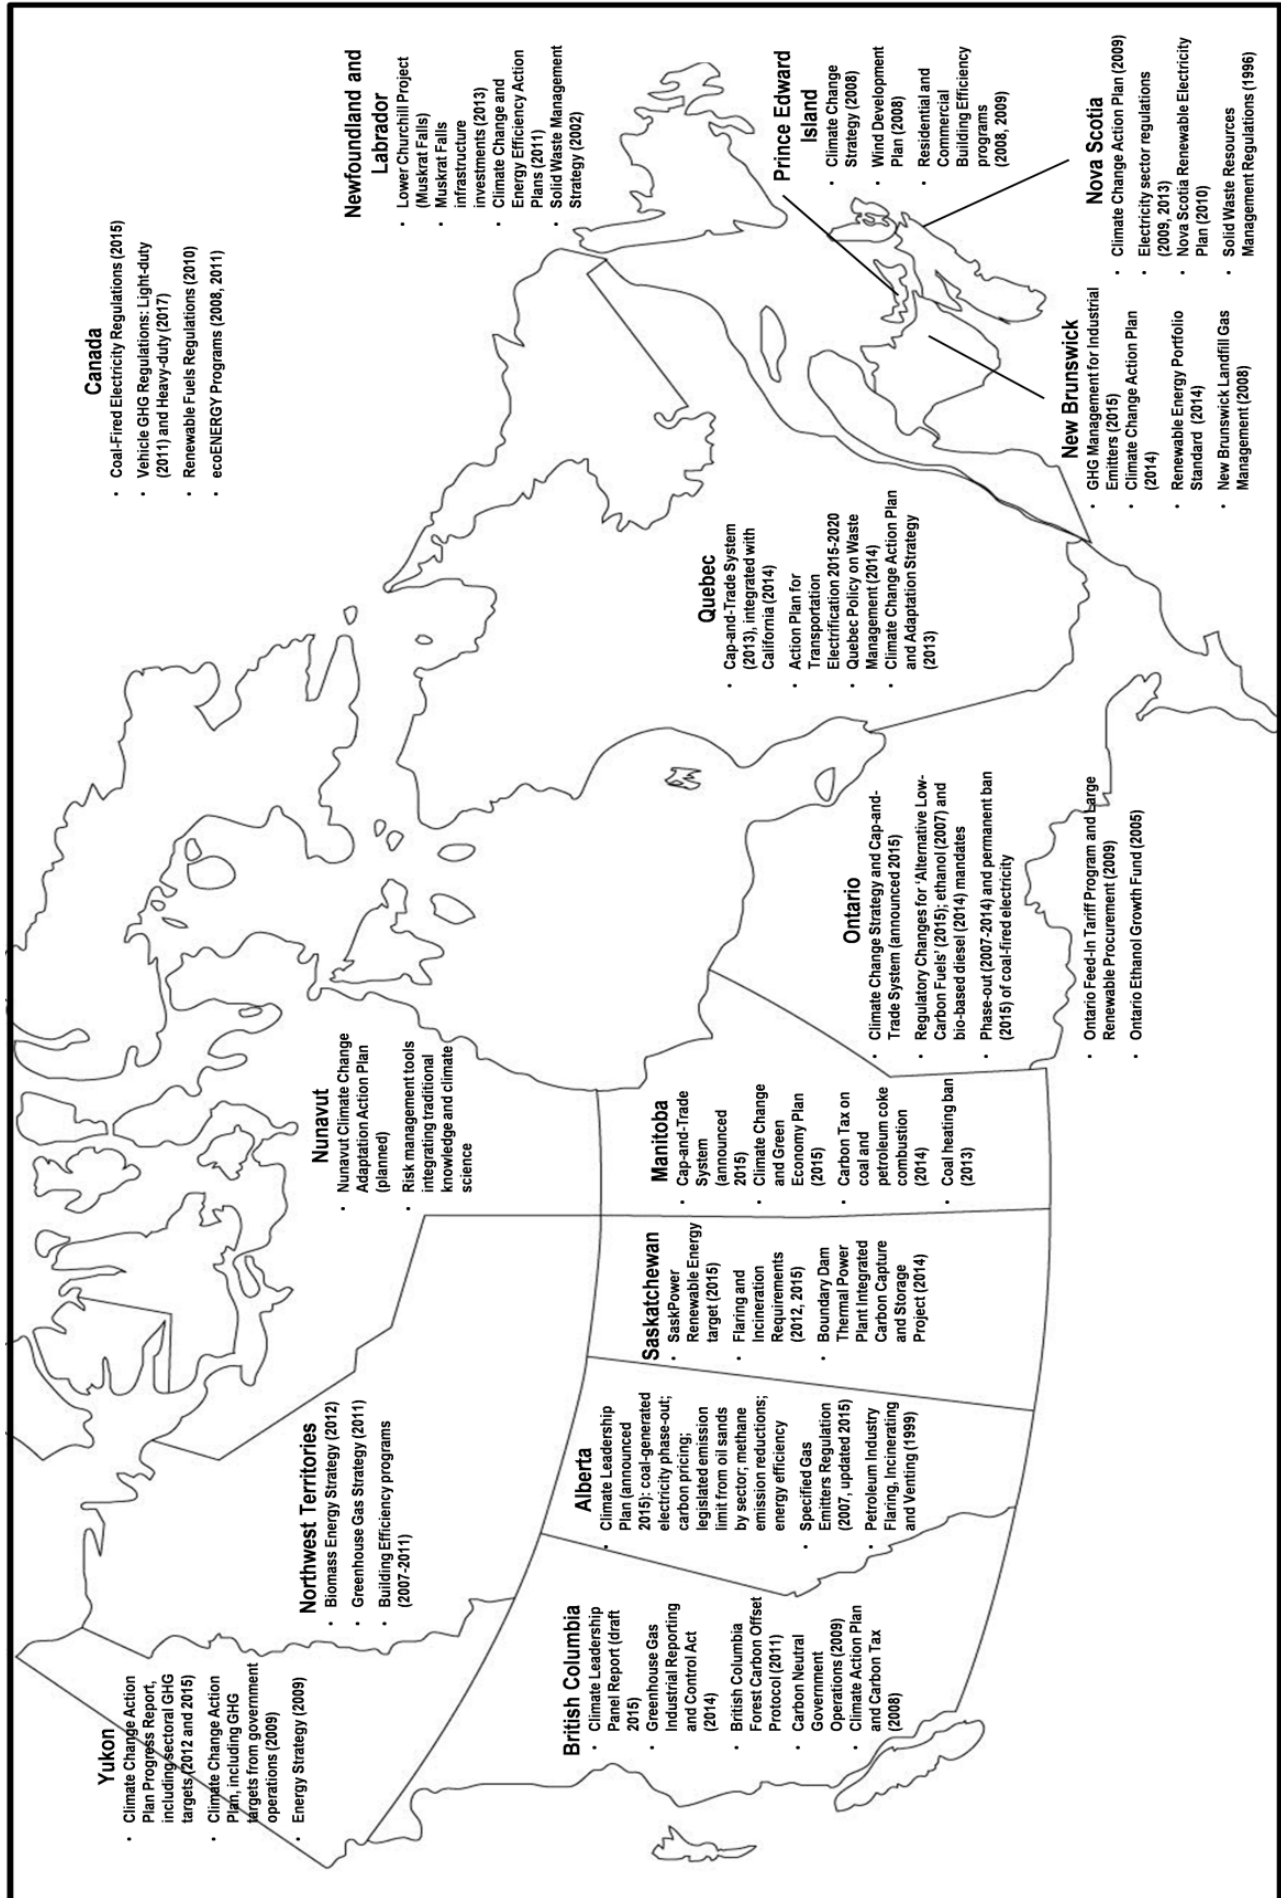 Canada
• Coal-Fired Electricity Regulations (2015)
• Vehicle GHG Regulations: Light-duty
(2011) and Heavy-duty (2017)
• Renewable Fuels Regulations (2010)
• ecoENERGY Programs (2008, 2011)
Yukon
• Climate Change Action
Plan Progress Report,
including sectoral GHG
targets (2012 and 2015)
• Climate Change Action
Plan, including GHG
targets from government
operations (2009)
• Energy Strategy (2009)
Northwest Territories
• Biomass Energy Strategy (2012)
• Greenhouse Gas Strategy (2011)
• Building Efficiency programs
(2007-2011)
Nunavut
• Nunavut Climate Change
Adaptation Action Plan
(planned)
• Risk management tools
integrating traditional
knowledge and climate
science
Newfoundland and
Labrador
• Lower Churchill Project
(Muskrat Falls)
• Muskrat Falls
infrastructure
investments (2013)
• Climate Change and
Energy Efficiency Action
Plans (2011)
• Solid Waste Management
Strategy (2002)
British Columbia
• Climate Leadership
Panel Report (draft
2015)
• Greenhouse Gas
Industrial Reporting
and Control Act
(2014)
• British Columbia
Forest Carbon Offset
Protocol (2011)
• Carbon Neutral
Government
Operations (2009)
• Climate Action Plan
and Carbon Tax
(2008)
Alberta
• Climate Leadership
Plan (announced
2015): coal-generated
electricity phase-out;
carbon pricing;
legislated emission
limit from oil sands
by sector; methane
emission reductions;
energy efficiency
• Specified Gas
Emitters Regulation
(2007, updated 2015)
• Petroleum Industry
Flaring, Incinerating
and Venting (1999)
Saskatchewan
• SaskPower
Renewable Energy
target (2015)
• Flaring and
Incineration
Requirements
(2012, 2015)
• Boundary Dam
Thermal Power
Plant Integrated
Carbon Capture
and Storage
Project (2014)
Manitoba
• Cap-and-Trade
System
(announced
2015)
• Climate Change
and Green
Economy Plan
(2015)
• Carbon Tax on
coal and
petroleum coke
combustion
(2014)
• Coal heating ban
(2013)
Ontario
• Climate Change Strategy and Cap-and-
Trade System (announced 2015)
• Regulatory Changes for ‘Alternative Low-
Carbon Fuels’ (2015); ethanol (2007) and
bio-based diesel (2014) mandates
• Phase-out (2007-2014) and permanent ban
(2015) of coal-fired electricity
• Ontario Feed-In Tariff Program and Large
Renewable Procurement (2009)
• Ontario Ethanol Growth Fund (2005)
Quebec
• Cap-and-Trade System
(2013), integrated with
California (2014)
• Action Plan for
Transportation
Electrification 2015-2020
• Quebec Policy on Waste
Management (2014)
• Climate Change Action Plan
and Adaptation Strategy
(2013)
Prince Edward
Island
• Climate Change
Strategy (2008)
• Wind Development
Plan (2008)
• Residential and
Commercial
Building Efficiency
programs
(2008, 2009)
New Brunswick
• GHG Management for Industrial
Emitters (2015)
• Climate Change Action Plan
(2014)
• Renewable Energy Portfolio
Standard (2014)
• New Brunswick Landfill Gas
Management (2008)
Nova Scotia
• Climate Change Action Plan (2009)
• Electricity sector regulations
(2009, 2013)
• Nova Scotia Renewable Electricity
Plan (2010)
• Solid Waste Resources
Management Regulations (1996)